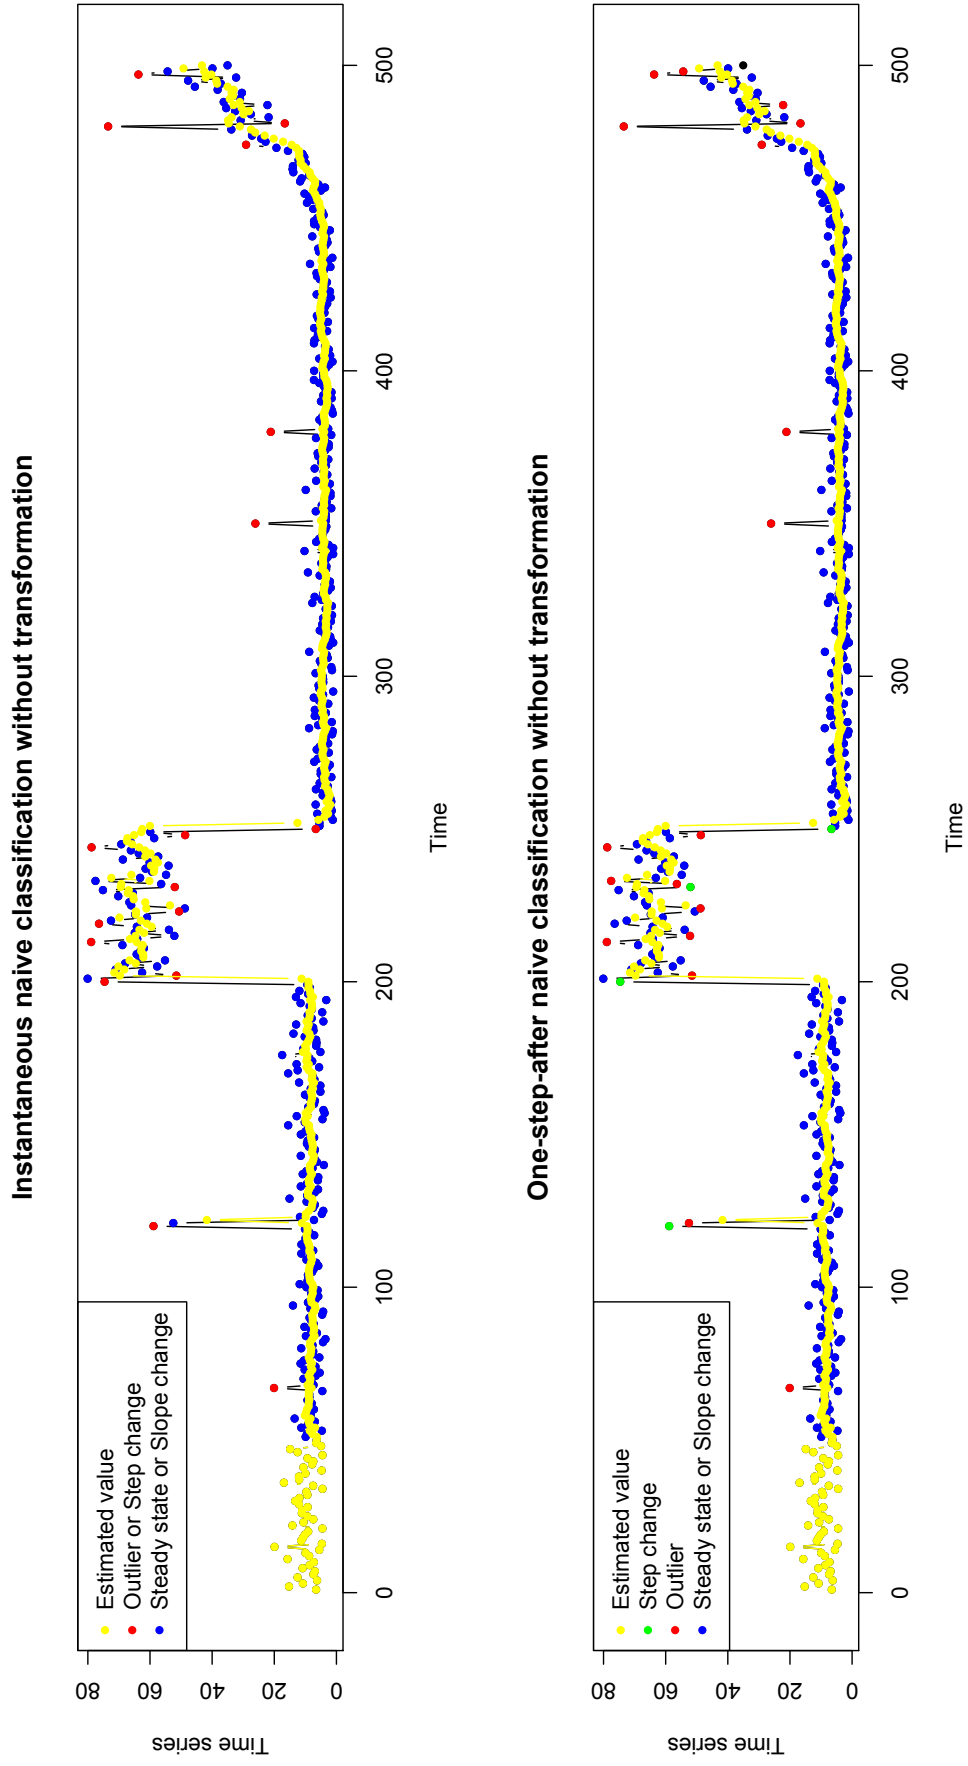 Instantaneous naive classification without transformation
Time series
0
20
40
60
80
Estimated value
Outlier or Step change
Steady state or Slope change
0
100
200
300
400
500
Time
One-step-after naive classification without transformation
Time series
0
20
40
60
80
Estimated value
Step change
Outlier
Steady state or Slope change
0
100
200
300
400
500
Time